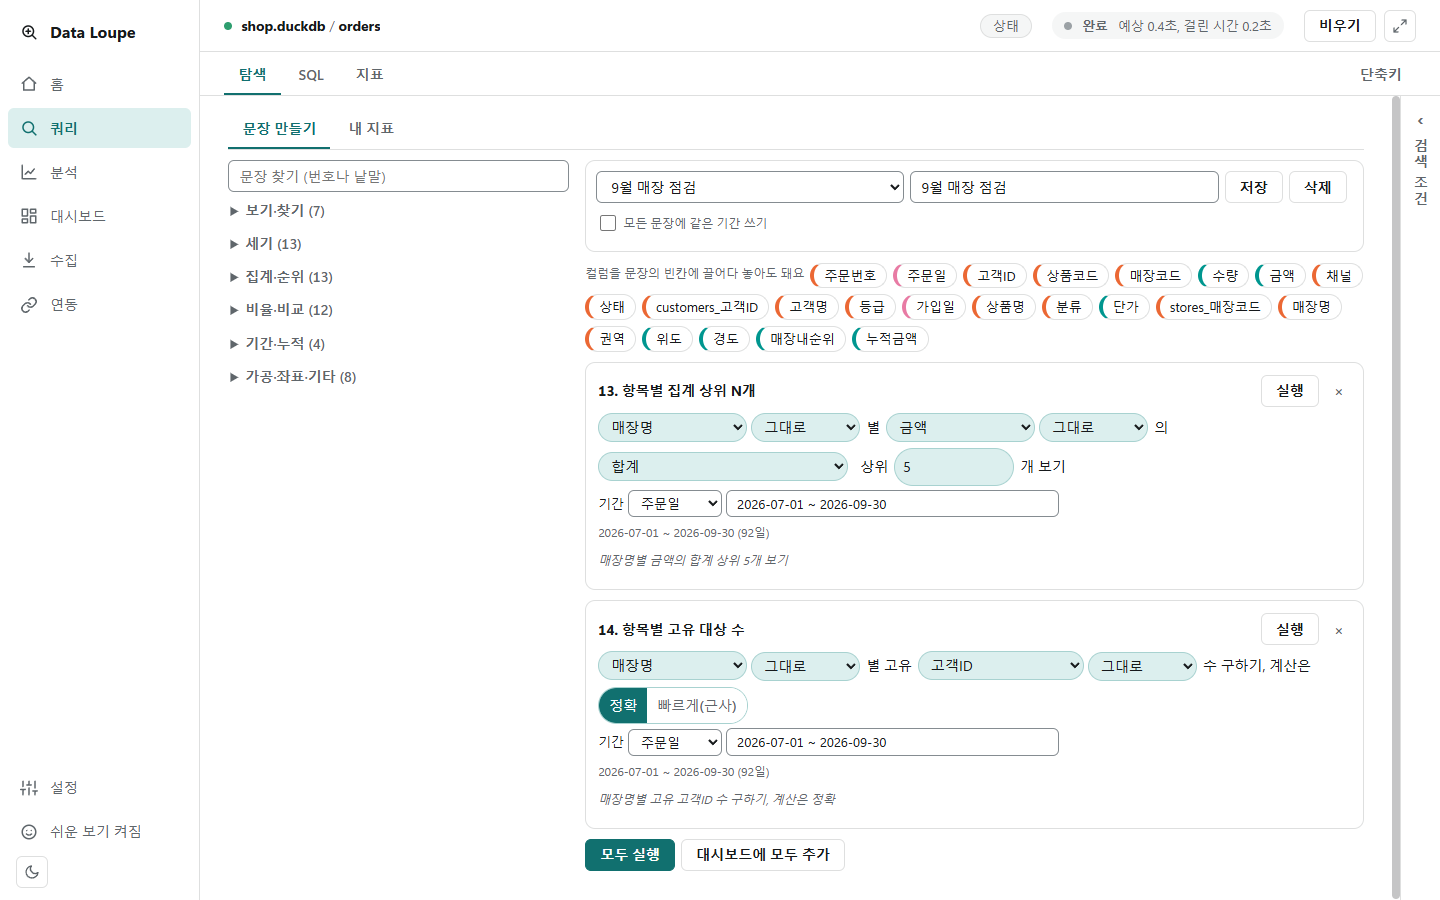 Data Loupe
홈
쿼리
분석
대시보드
수집
연동
설정
쉬운 보기 켜짐
shop.duckdb / orders
상태
완료 예상 0.4초, 걸린 시간 0.2초
비우기
탐색 SQL 지표
단축키
문장 만들기 내 지표
문장 찾기 (번호나 낱말)
▶ 보기·찾기 (7)
▶ 세기 (13)
▶ 집계·순위 (13)
▶ 비율·비교 (12)
▶ 기간·누적 (4)
▶ 가공·좌표·기타 (8)
9월 매장 점검 9월 매장 점검 저장 삭제
모든 문장에 같은 기간 쓰기
컬럼을 문장의 빈칸에 끌어다 놓아도 돼요 주문번호 주문일 고객ID 상품코드 매장코드 수량 금액 채널
상태 customers_고객ID 고객명 등급 가입일 상품명 분류 단가 stores_매장코드 매장명
권역 위도 경도 매장내순위 누적금액
13. 항목별 집계 상위 N개 실행 ×
매장명 그대로 별 금액 그대로 의
합계 상위 5 개 보기
기간 주문일 2026-07-01 ~ 2026-09-30
2026-07-01 ~ 2026-09-30 (92일)
매장명별 금액의 합계 상위 5개 보기
14. 항목별 고유 대상 수 실행 ×
매장명 그대로 별 고유 고객ID 그대로 수 구하기, 계산은
정확 빠르게(근사)
기간 주문일 2026-07-01 ~ 2026-09-30
2026-07-01 ~ 2026-09-30 (92일)
매장명별 고유 고객ID 수 구하기, 계산은 정확
모두 실행 대시보드에 모두 추가
‹
검색 조건